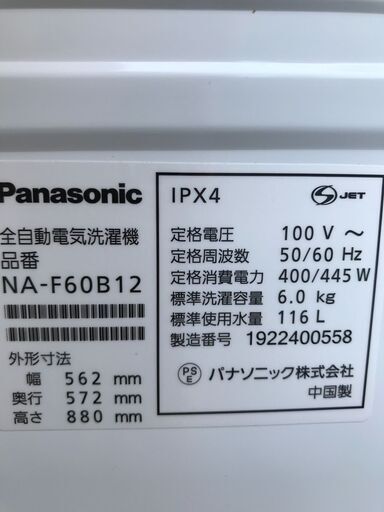 Panasonic
全自動電気洗濯機
品番
NA-F60B12
外形寸法
幅 562 mm
奥行 572 mm
高さ 880 mm
IPX4
S JET
定格電圧 100 V ～
定格周波数 50/60 Hz
定格消費電力 400/445 W
標準洗濯容量 6.0 kg
標準使用水量 116 L
製造番号 1922400558
PS E パナソニック株式会社
中国製